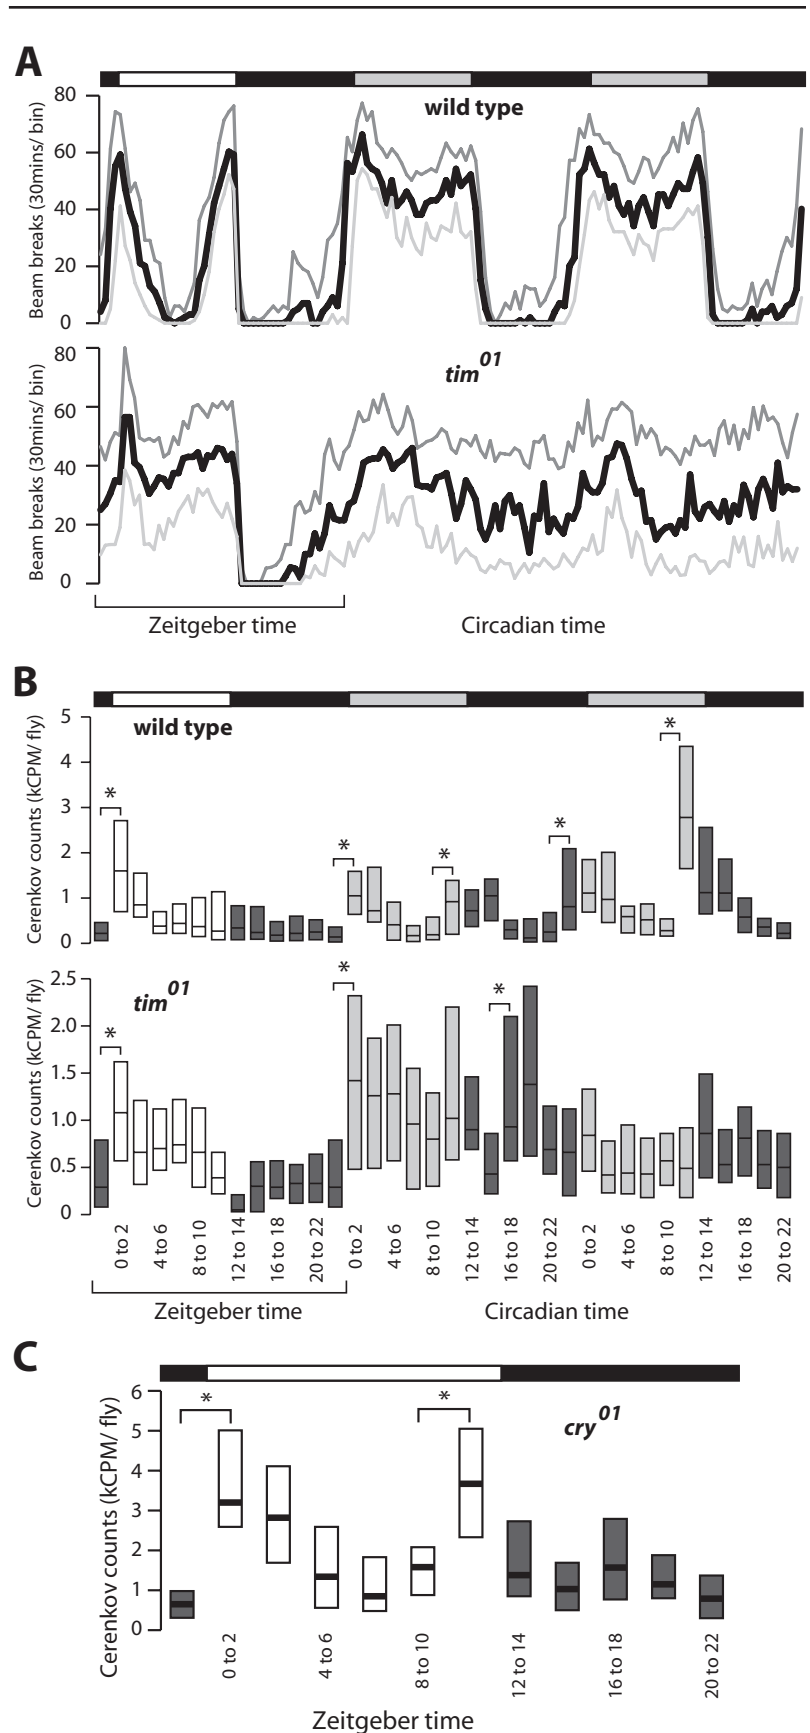 A
wild type
80
60
40
20
0
Beam breaks (30mins/ bin)
tim01
80
60
40
20
0
Beam breaks (30mins/ bin)
Zeitgeber time
Circadian time
B
wild type
5
4
3
2
1
0
Cerenkov counts (kCPM/ fly)
* * * * *
tim01
2.5
2.0
1.5
1.0
0.5
0
Cerenkov counts (kCPM/ fly)
* * *
0 to 2 4 to 6 8 to 10 12 to 14 16 to 18 20 to 22 0 to 2 4 to 6 8 to 10 12 to 14 16 to 18 20 to 22 0 to 2 4 to 6 8 to 10 12 to 14 16 to 18 20 to 22
Zeitgeber time
Circadian time
C
cry01
6
5
4
3
2
1
0
Cerenkov counts (kCPM/ fly)
* *
0 to 2 4 to 6 8 to 10 12 to 14 16 to 18 20 to 22
Zeitgeber time